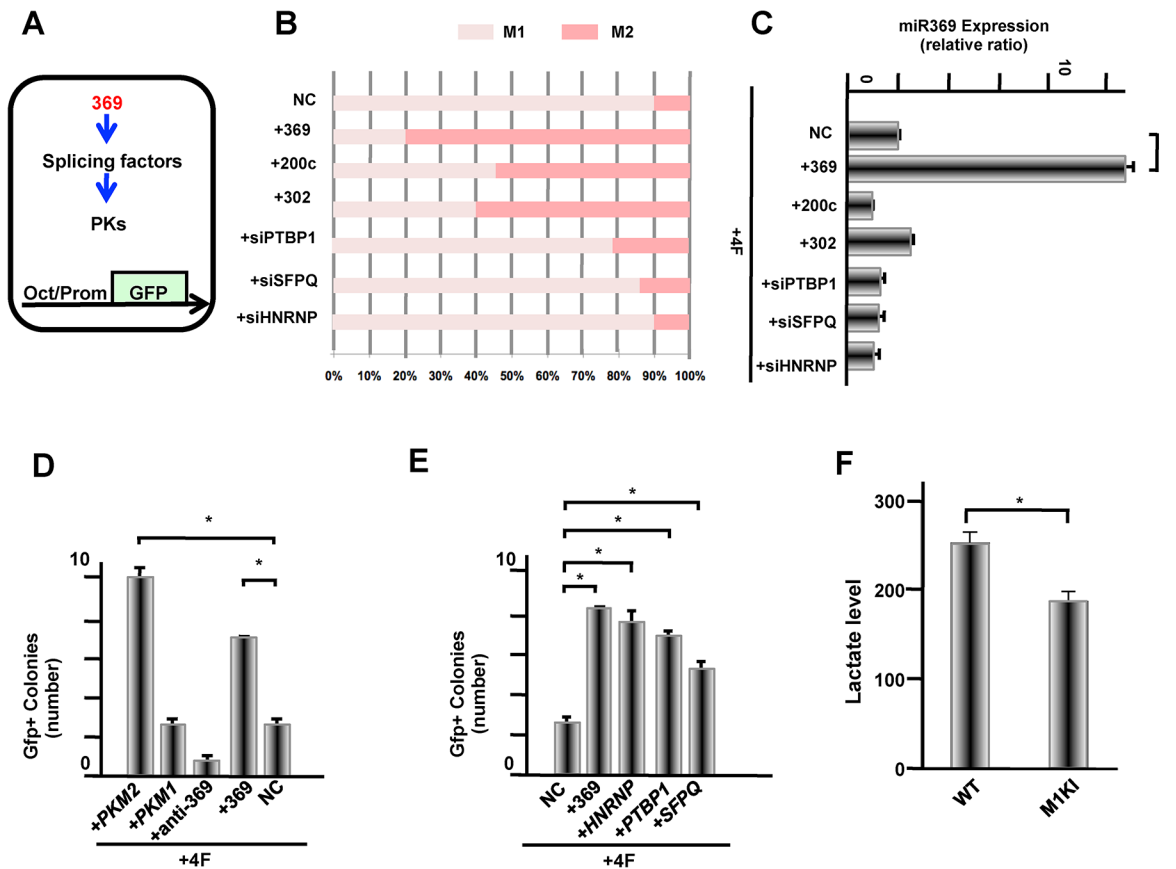 A
369
Splicing factors
PKs
Oct/Prom GFP
B
M1 M2
NC
+369
+200c
+302
+siPTBP1
+siSFPQ
+siHNRNP
0% 10% 20% 30% 40% 50% 60% 70% 80% 90% 100%
C
miR369 Expression
(relative ratio)
0 10
+4F
NC
+369
+200c
+302
+siPTBP1
+siSFPQ
+siHNRNP
D
Gfp+ Colonies
(number)
10
0
*
*
+PKM2 +PKM1 +anti-369 +369 NC
+4F
E
Gfp+ Colonies
(number)
10
0
*
*
*
*
NC +369 +HNRNP +PTBP1 +SFPQ
+4F
F
Lactate level
300
200
100
0
*
WT M1KI